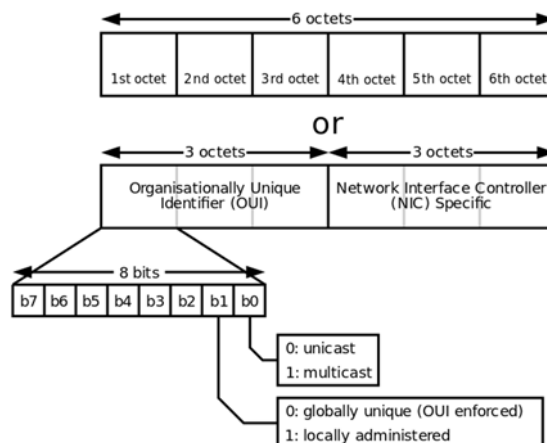 6 octets
1st octet 2nd octet 3rd octet 4th octet 5th octet 6th octet
or
3 octets 3 octets
Organisationally Unique
Identifier (OUI)
Network Interface Controller
(NIC) Specific
8 bits
b7 b6 b5 b4 b3 b2 b1 b0
0: unicast
1: multicast
0: globally unique (OUI enforced)
1: locally administered